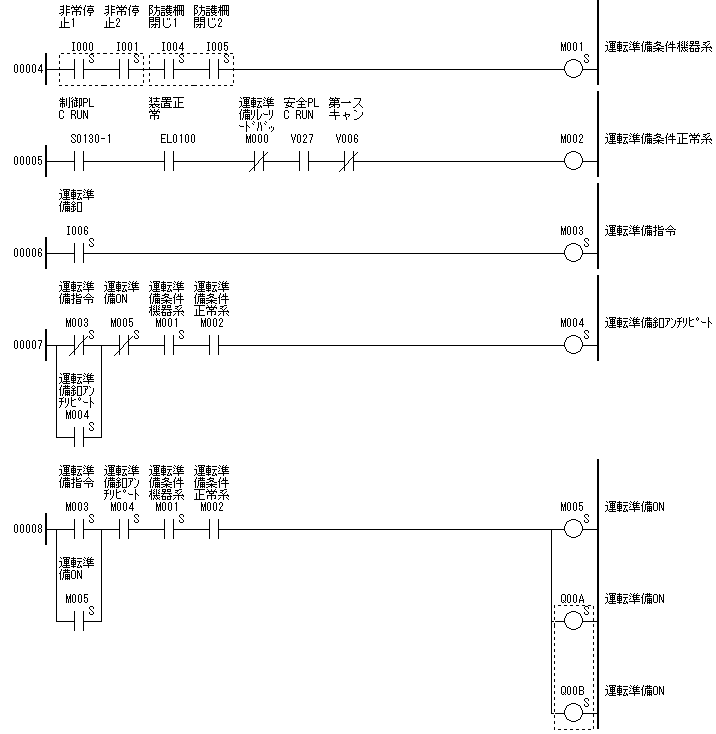 非常停 非常停 防護柵 防護柵
止1 止2 閉じ1 閉じ2
I000 I001 I004 I005 M001 運転準備条件機器系
S S S S S
00004
制御PL 装置正 運転準 安全PL 第一ス
C RUN 常 備ﾘﾚｰﾘ C RUN キャン
ｰﾄﾞﾊﾞｯ
S0130-1 EL0100 M000 V027 V006 M002 運転準備条件正常系
00005
運転準
備釦
I006 M003 運転準備指令
S S
00006
運転準 運転準 運転準 運転準
備指令 備ON 備条件 備条件
機器系 正常系
M003 M005 M001 M002 M004 運転準備釦ｱﾝﾁﾘﾋﾟｰﾄ
S S S S
00007
運転準
備釦ｱﾝ
ﾁﾘﾋﾟｰﾄ
M004
S
運転準 運転準 運転準 運転準
備指令 備釦ｱﾝ 備条件 備条件
ﾁﾘﾋﾟｰﾄ 機器系 正常系
M003 M004 M001 M002 M005 運転準備ON
S S S S
00008
運転準
備ON
M005 Q00A 運転準備ON
S S
Q00B 運転準備ON
S